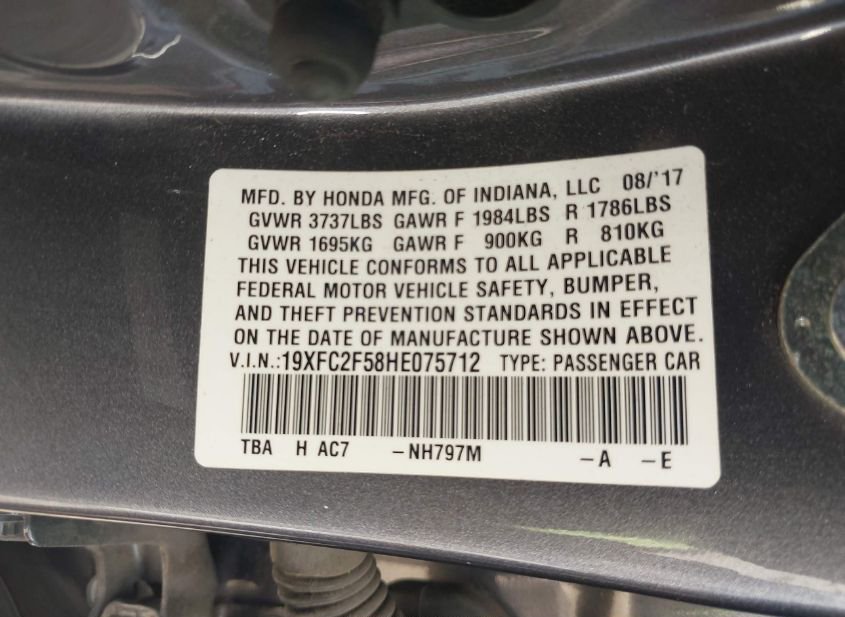 MFD. BY HONDA MFG. OF INDIANA, LLC 08/'17
GVWR 3737LBS GAWR F 1984LBS R 1786LBS
GVWR 1695KG GAWR F 900KG R 810KG
THIS VEHICLE CONFORMS TO ALL APPLICABLE
FEDERAL MOTOR VEHICLE SAFETY, BUMPER,
AND THEFT PREVENTION STANDARDS IN EFFECT
ON THE DATE OF MANUFACTURE SHOWN ABOVE.
V.I.N.:19XFC2F58HE075712 TYPE: PASSENGER CAR
TBA H AC7 -NH797M -A -E